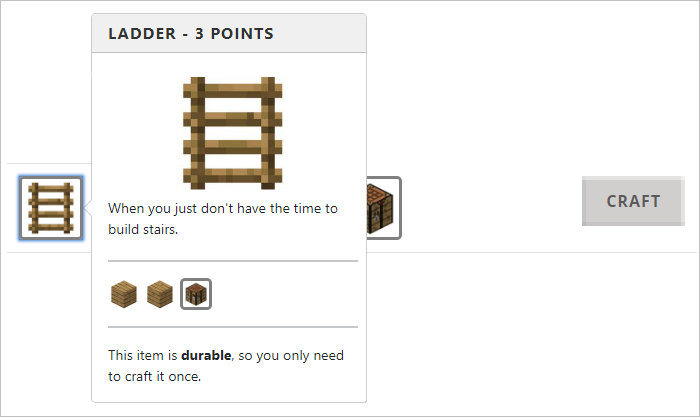 LADDER - 3 POINTS
When you just don't have the time to
build stairs.
CRAFT
This item is durable, so you only need
to craft it once.